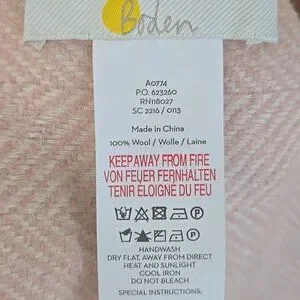 Boden
A0774
P.O. 623260
RN118027
SC 2216 / 0113
Made in China
100% Wool / Wolle / Laine
KEEP AWAY FROM FIRE
VON FEUER FERNHALTEN
TENIR ÉLOIGNÉ DU FEU
HANDWASH
DRY FLAT, AWAY FROM DIRECT
HEAT AND SUNLIGHT
COOL IRON
DO NOT BLEACH
SPECIAL INSTRUCTIONS: